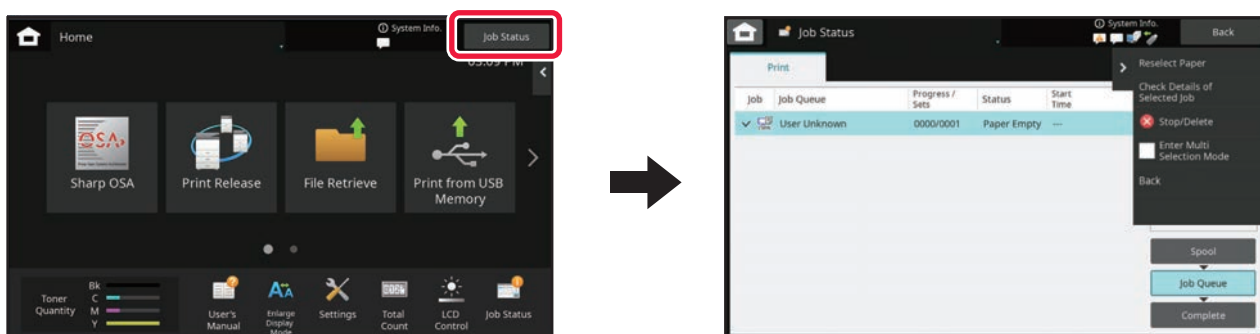 Home
System Info.
Job Status
03:09 PM
OSA
Sharp OSA
Print Release
File Retrieve
Print from USB
Memory
Toner
Quantity
Bk
C
M
Y
User's
Manual
Enlarge
Display
Mode
Settings
Total
Count
LCD
Control
Job Status
Job Status
System Info.
Back
Print
Job
Job Queue
Progress /
Sets
Status
Start
Time
User Unknown
0000/0001
Paper Empty
---
Reselect Paper
Check Details of
Selected Job
Stop/Delete
Enter Multi
Selection Mode
Back
Spool
Job Queue
Complete